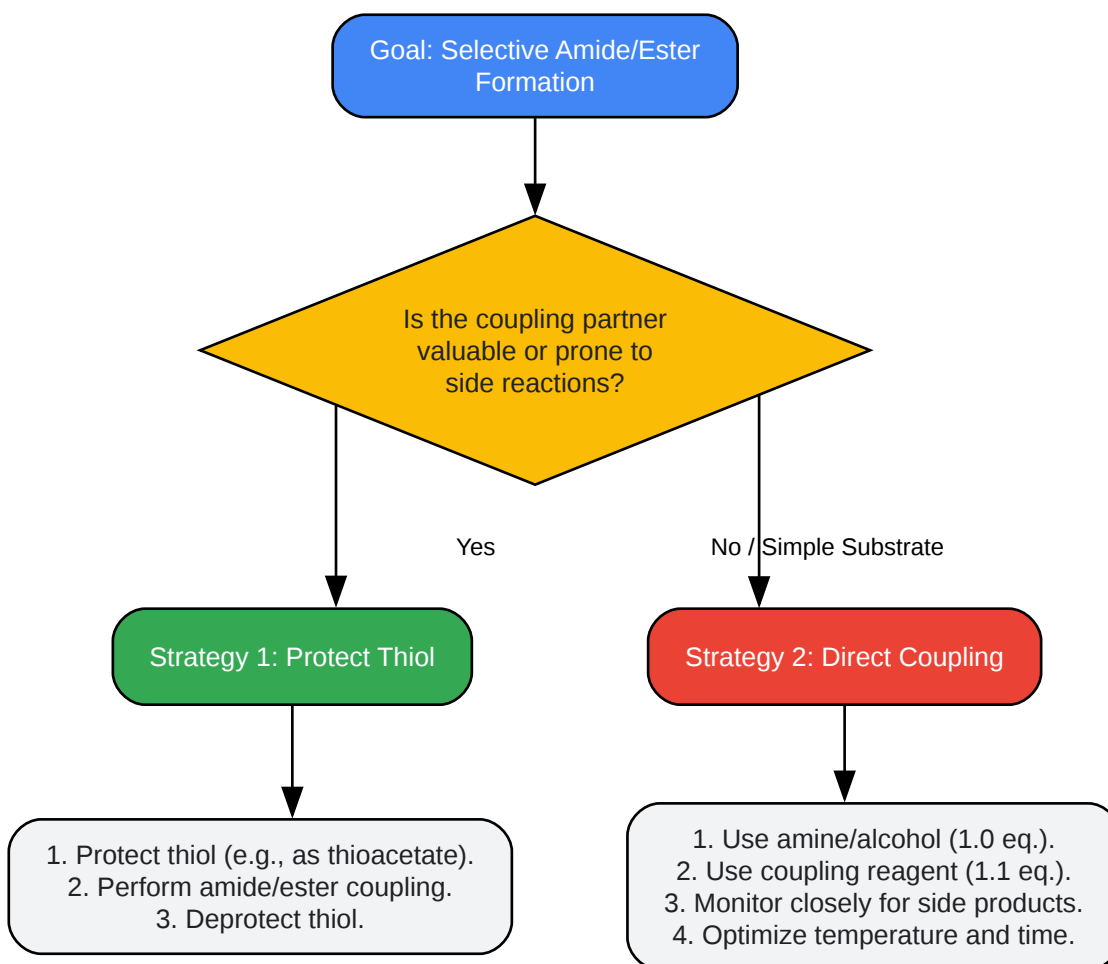 Goal: Selective Amide/Ester
Formation
Is the coupling partner
valuable or prone to
side reactions?
Yes
No / Simple Substrate
Strategy 1: Protect Thiol
Strategy 2: Direct Coupling
1. Protect thiol (e.g., as thioacetate).
2. Perform amide/ester coupling.
3. Deprotect thiol.
1. Use amine/alcohol (1.0 eq.).
2. Use coupling reagent (1.1 eq.).
3. Monitor closely for side products.
4. Optimize temperature and time.